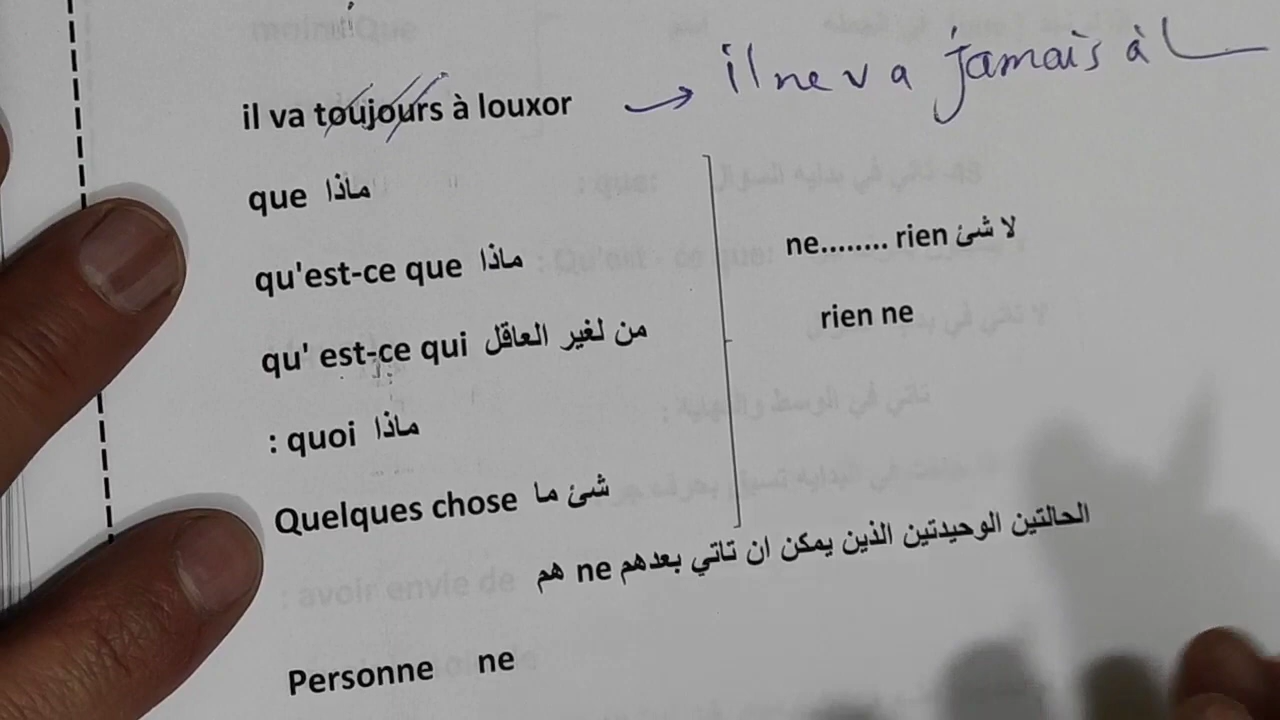 il va toujours à louxor → il ne va jamais à L
que ماذا
qu'est-ce que ماذا
ne........ rien لا شئ
qu' est-ce qui من لغير العاقل
rien ne
: quoi ماذا
Quelques chose شئ ما
الحالتين الوحيدتين الذين يمكن ان تاتي بعدهم ne هم
Personne ne